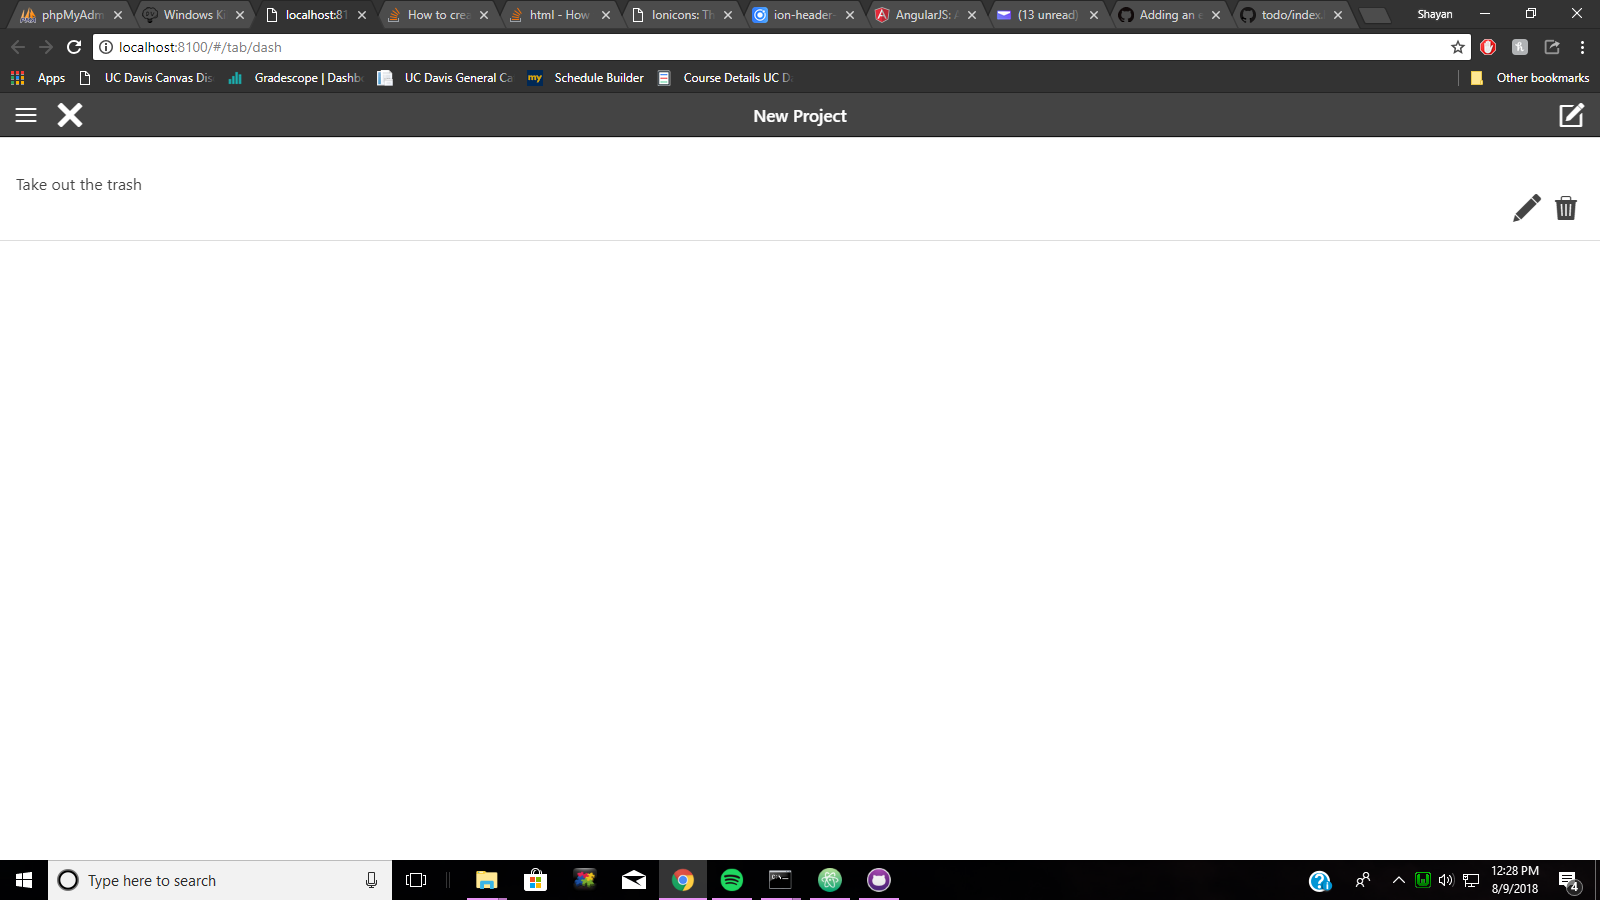 phpMyAdm
Windows Ki
localhost:81
How to crea
html - How
Ionicons: Th
ion-header-
AngularJS: A
(13 unread)
Adding an e
todo/index.
Shayan
localhost:8100/#/tab/dash
Apps
UC Davis Canvas Dis
Gradescope | Dashb
UC Davis General Ca
my
Schedule Builder
Course Details UC D
Other bookmarks
New Project
Take out the trash
Type here to search
12:28 PM
8/9/2018
4